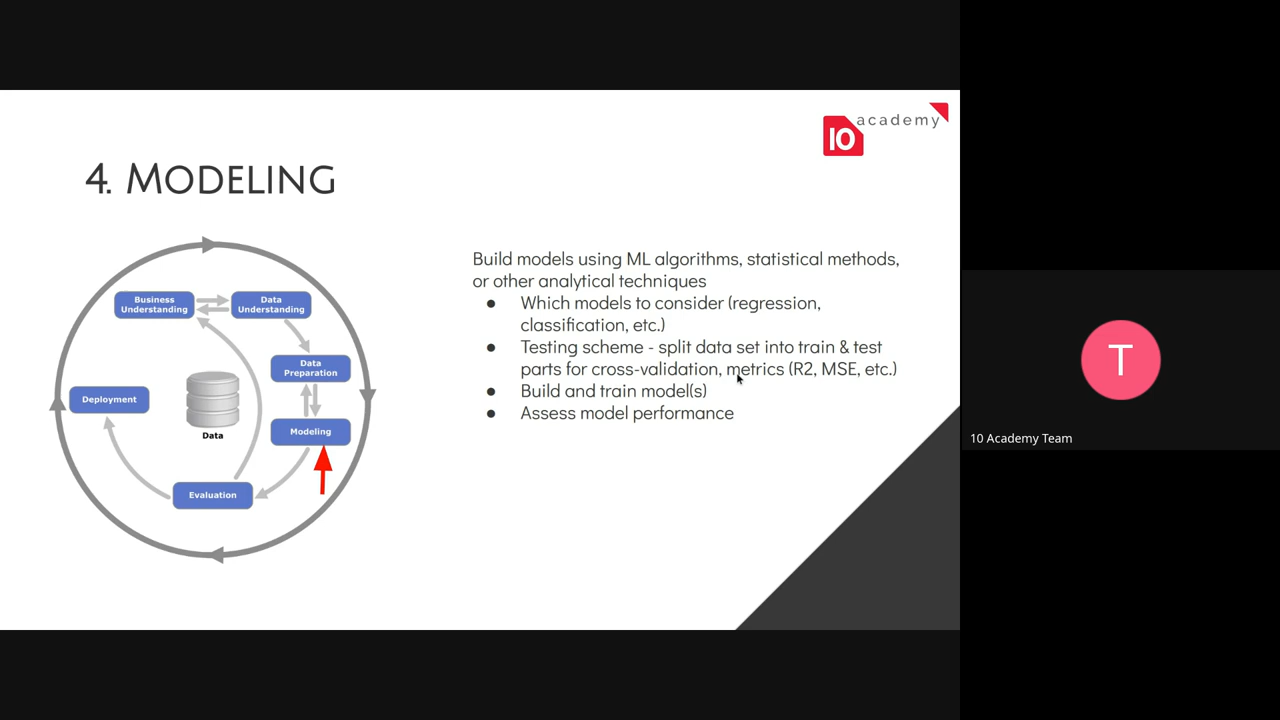 10 academy
4. MODELING
Build models using ML algorithms, statistical methods,
or other analytical techniques
● Which models to consider (regression,
classification, etc.)
● Testing scheme - split data set into train & test
parts for cross-validation, metrics (R2, MSE, etc.)
● Build and train model(s)
● Assess model performance
Business
Understanding
Data
Understanding
Data
Preparation
Modeling
Evaluation
Deployment
Data
T
10 Academy Team